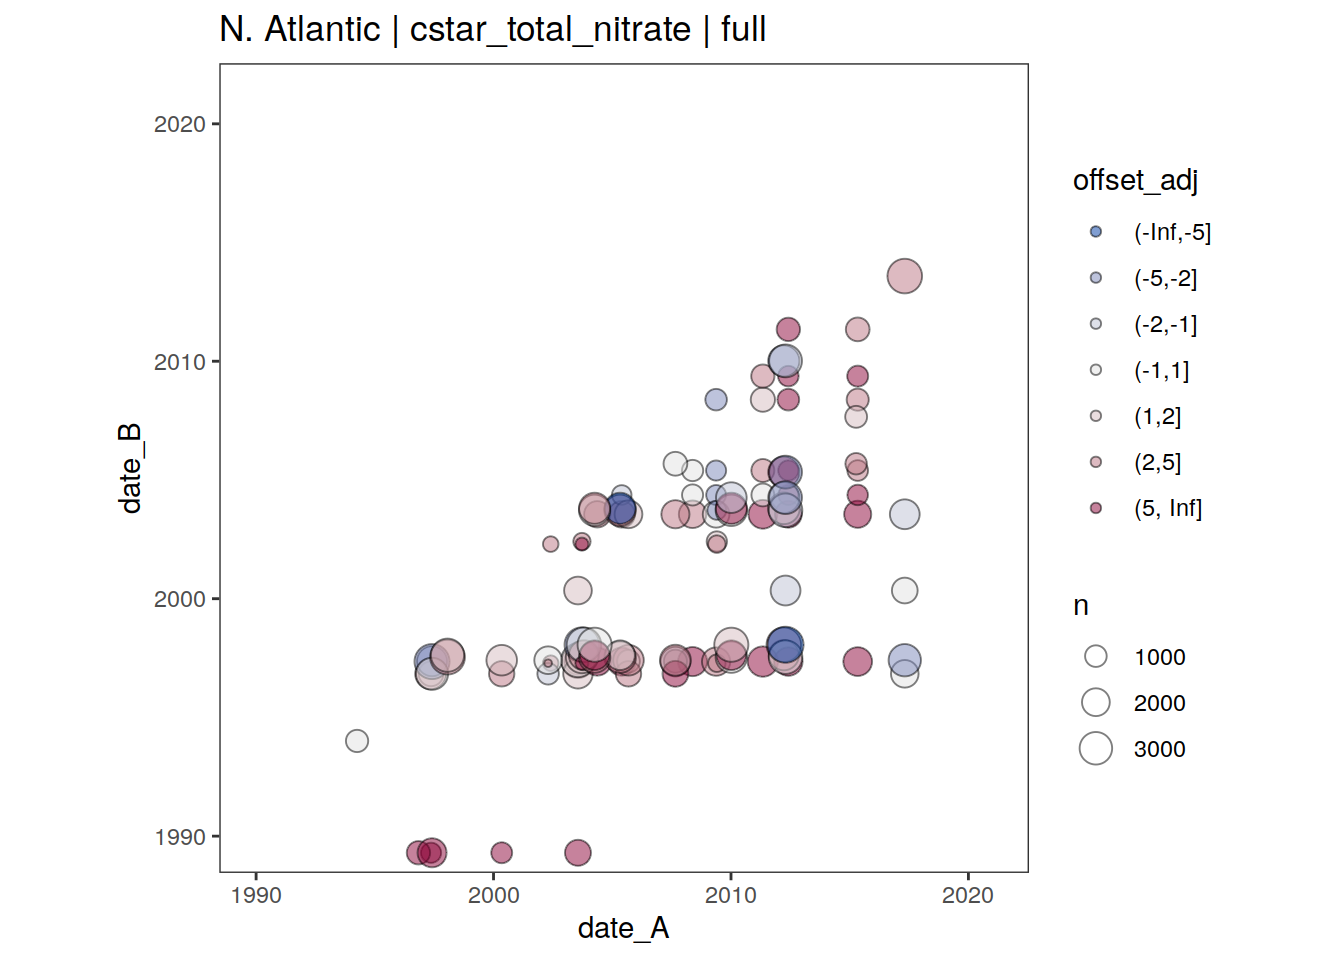 N. Atlantic | cstar_total_nitrate | full
2020
2010
2000
1990
date_B
1990
2000
2010
2020
date_A
offset_adj
(-Inf,-5]
(-5,-2]
(-2,-1]
(-1,1]
(1,2]
(2,5]
(5, Inf]
n
1000
2000
3000